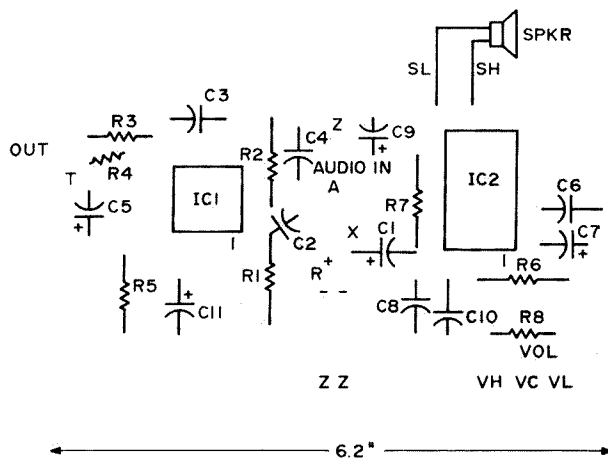 SPKR
SL SH
C3
R3 C4 Z C9
OUT R2 +
R4 AUDIO IN
T A IC1 IC2 C6
C5 R7
+ X C1 C7
I C2 + I +
R1 R + R6
R5 + - -
C11 C8 C10 R8
VOL
Z Z VH VC VL
6.2"